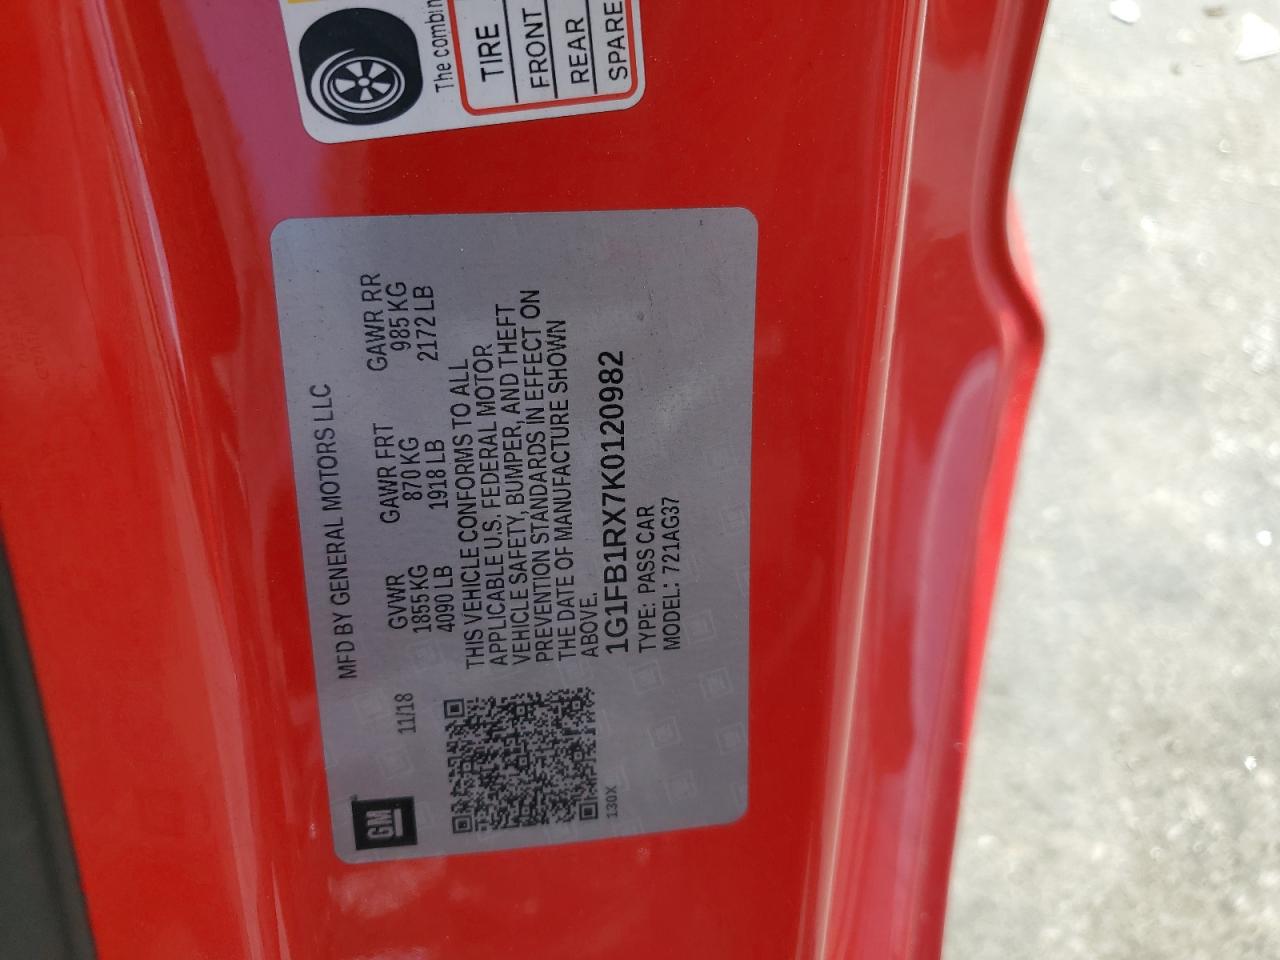 MFD BY GENERAL MOTORS LLC
11/18
GM
GVWR GAWR FRT GAWR RR
1855 KG 870 KG 985 KG
4090 LB 1918 LB 2172 LB
THIS VEHICLE CONFORMS TO ALL
APPLICABLE U.S. FEDERAL MOTOR
VEHICLE SAFETY, BUMPER, AND THEFT
PREVENTION STANDARDS IN EFFECT ON
THE DATE OF MANUFACTURE SHOWN
ABOVE.
1G1FB1RX7K0120982
TYPE: PASS CAR
MODEL: 721AG37
130X
The combin
TIRE
FRONT
REAR
SPARE